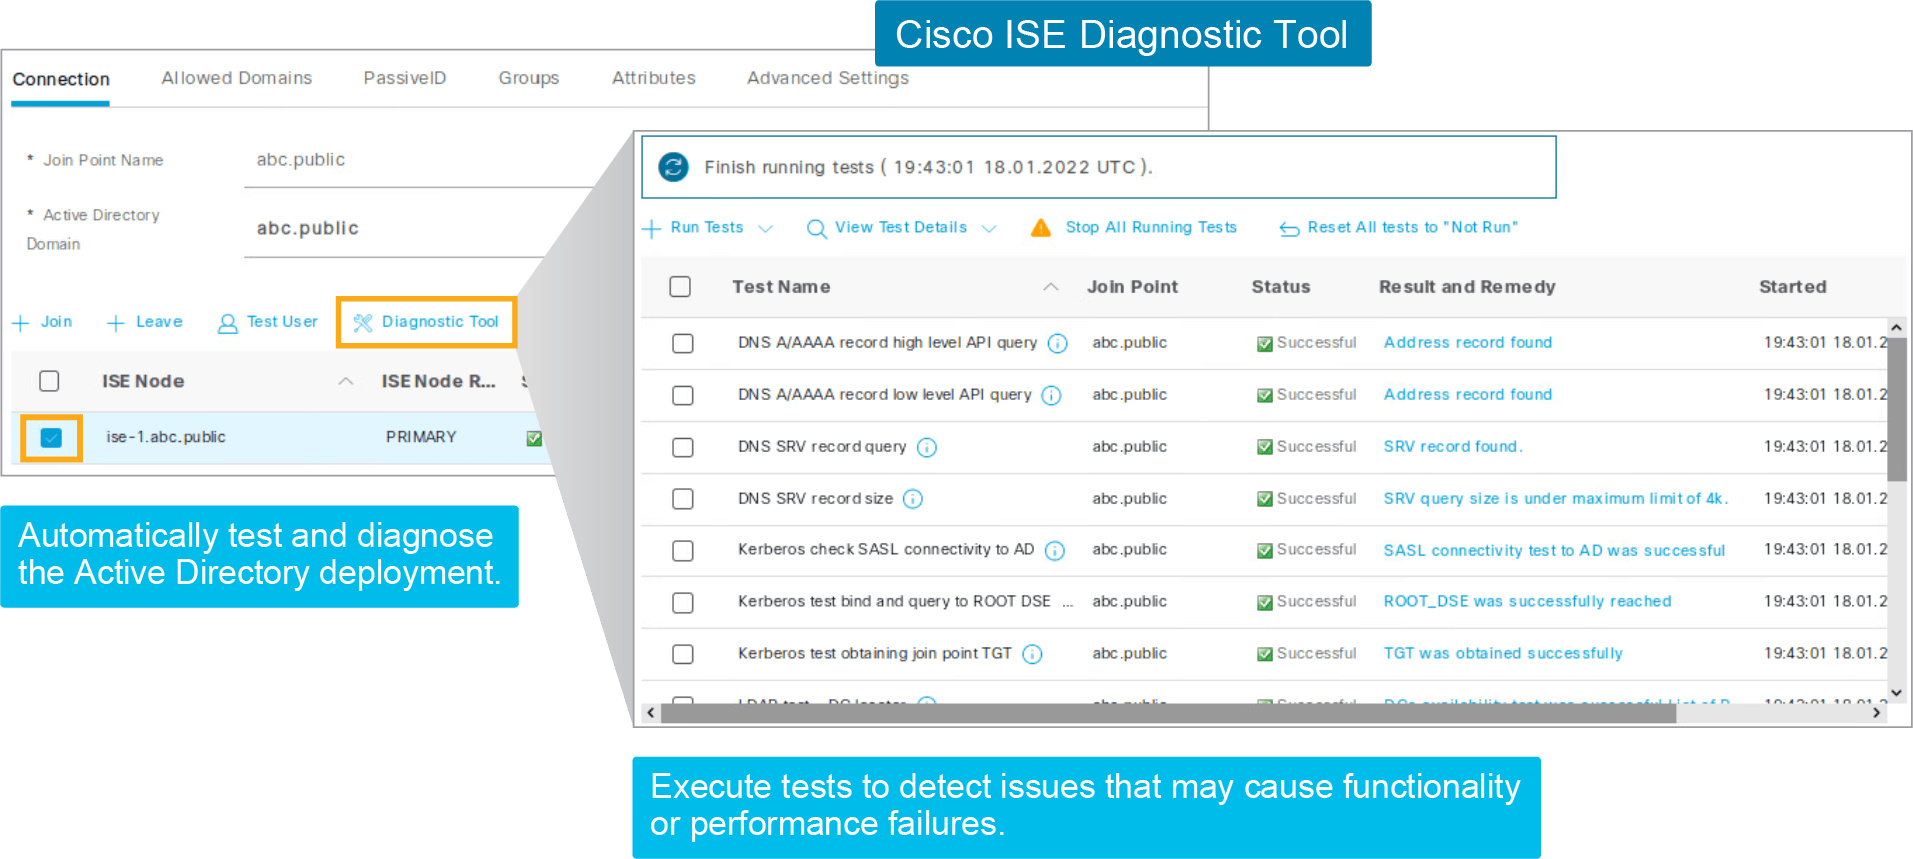 Cisco ISE Diagnostic Tool
Connection Allowed Domains PassiveID Groups Attributes Advanced Settings
* Join Point Name abc.public
* Active Directory
Domain abc.public
Join Leave Test User Diagnostic Tool
ISE Node ISE Node R...
ise-1.abc.public PRIMARY
Automatically test and diagnose
the Active Directory deployment.
Finish running tests ( 19:43:01 18.01.2022 UTC ).
Run Tests View Test Details Stop All Running Tests Reset All tests to "Not Run"
Test Name Join Point Status Result and Remedy Started
DNS A/AAAA record high level API query abc.public Successful Address record found 19:43:01 18.01.2
DNS A/AAAA record low level API query abc.public Successful Address record found 19:43:01 18.01.2
DNS SRV record query abc.public Successful SRV record found. 19:43:01 18.01.2
DNS SRV record size abc.public Successful SRV query size is under maximum limit of 4k. 19:43:01 18.01.2
Kerberos check SASL connectivity to AD abc.public Successful SASL connectivity test to AD was successful 19:43:01 18.01.2
Kerberos test bind and query to ROOT DSE ... abc.public Successful ROOT_DSE was successfully reached 19:43:01 18.01.2
Kerberos test obtaining join point TGT abc.public Successful TGT was obtained successfully 19:43:01 18.01.2
Execute tests to detect issues that may cause functionality
or performance failures.